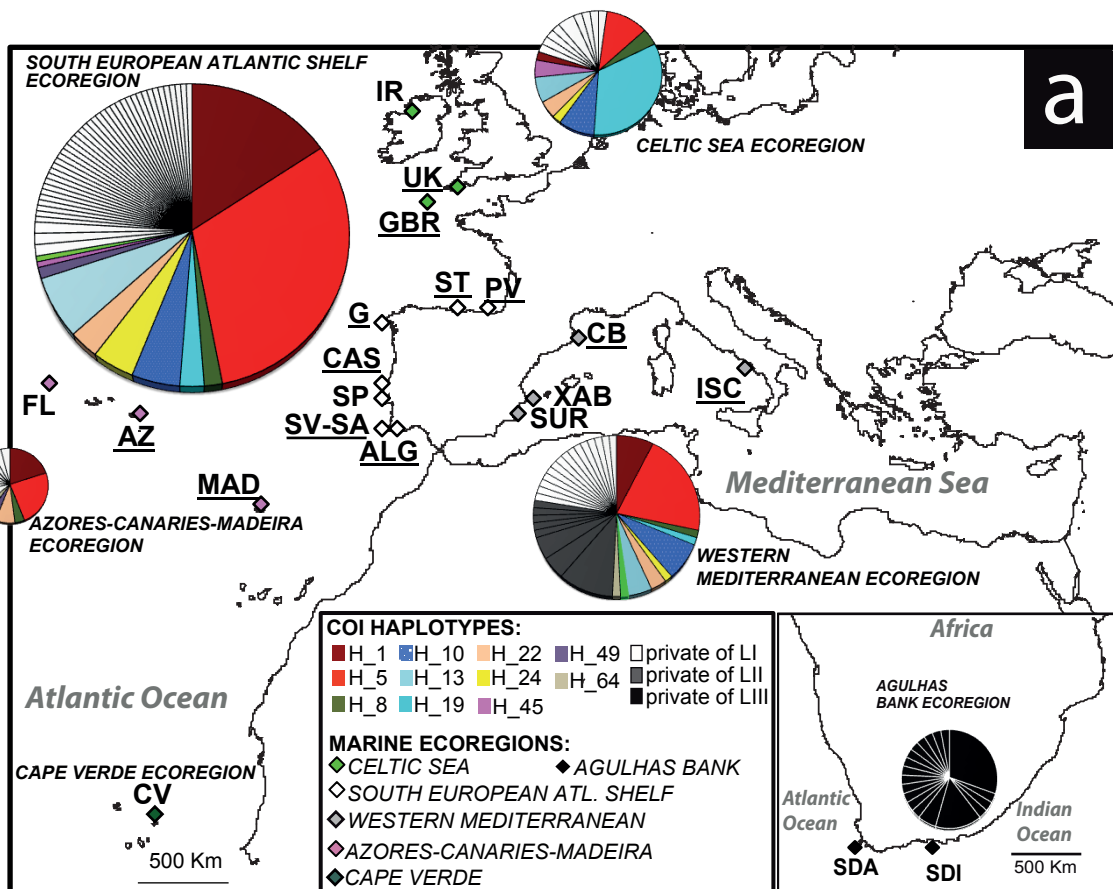 a
SOUTH EUROPEAN ATLANTIC SHELF
ECOREGION
IR
CELTIC SEA ECOREGION
UK
GBR
ST
PV
G
CB
CAS
ISC
FL
SP
XAB
SUR
AZ
SV-SA
ALG
MAD
Mediterranean Sea
AZORES-CANARIES-MADEIRA
ECOREGION
WESTERN
MEDITERRANEAN ECOREGION
Atlantic Ocean
CAPE VERDE ECOREGION
CV
500 Km
COI HAPLOTYPES:
H_1 H_10 H_22 H_49 private of LI
H_5 H_13 H_24 H_64 private of LII
H_8 H_19 H_45 private of LIII
MARINE ECOREGIONS:
CELTIC SEA AGULHAS BANK
SOUTH EUROPEAN ATL. SHELF
WESTERN MEDITERRANEAN
AZORES-CANARIES-MADEIRA
CAPE VERDE
Africa
AGULHAS
BANK ECOREGION
Atlantic
Ocean
Indian
Ocean
SDA
SDI
500 Km